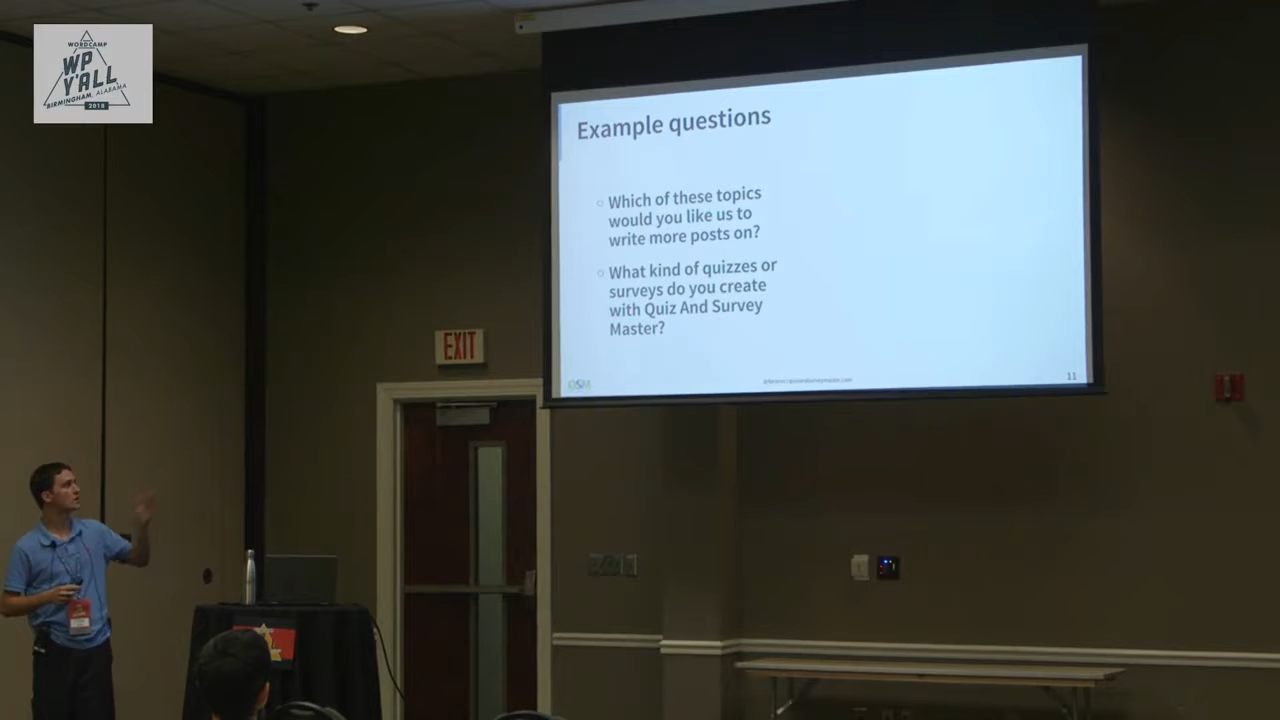 WORDCAMP
WP
Y'ALL
BIRMINGHAM, ALABAMA
2018
Example questions
Which of these topics
would you like us to
write more posts on?
What kind of quizzes or
surveys do you create
with Quiz And Survey
Master?
QSM
11
EXIT